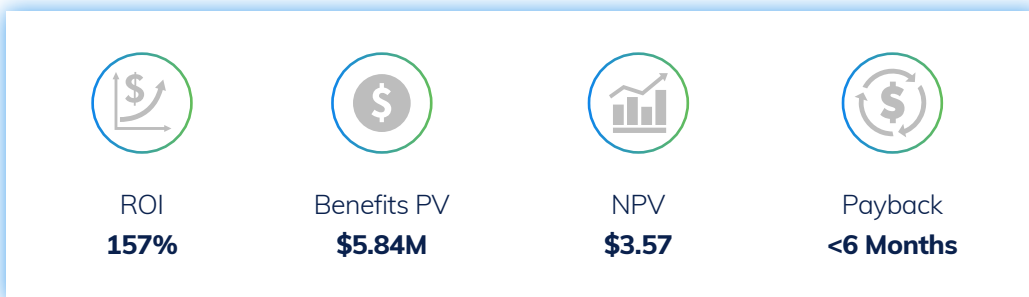 ROI
157%
Benefits PV
$5.84M
NPV
$3.57
Payback
<6 Months